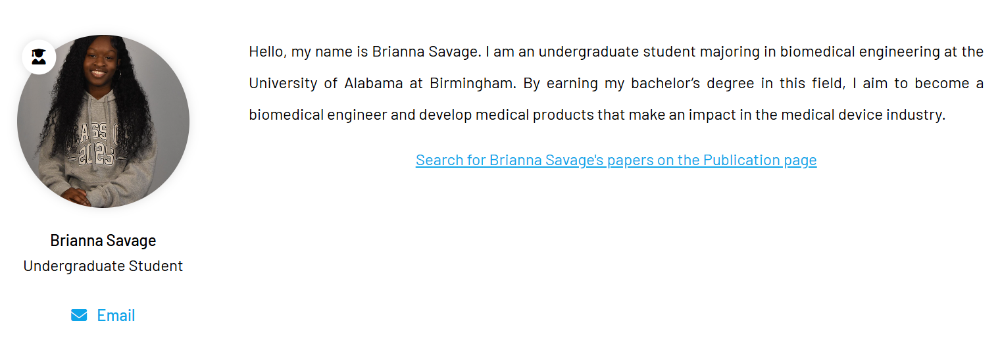 Hello, my name is Brianna Savage. I am an undergraduate student majoring in biomedical engineering at the
University of Alabama at Birmingham. By earning my bachelor’s degree in this field, I aim to become a
biomedical engineer and develop medical products that make an impact in the medical device industry.
Search for Brianna Savage's papers on the Publication page
CLASS OF
2025
Brianna Savage
Undergraduate Student
Email